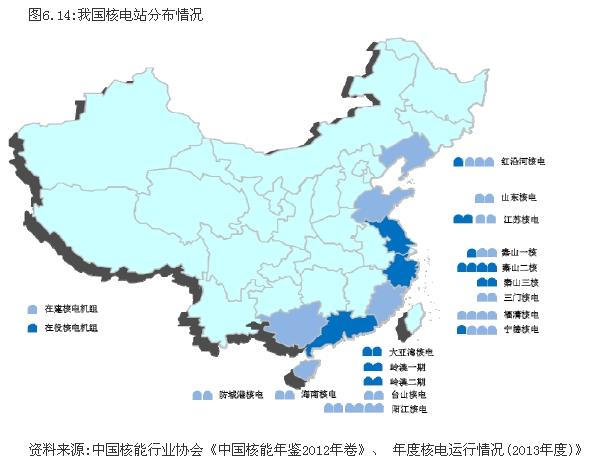 图6.14:我国核电站分布情况
红沿河核电
山东核电
江苏核电
秦山一核
秦山二核
秦山三核
三门核电
福清核电
宁德核电
在建核电机组
在役核电机组
大亚湾核电
岭澳一期
岭澳二期
防城港核电
海南核电
台山核电
阳江核电
资料来源:中国核能行业协会《中国核能年鉴2012年卷》、 年度核电运行情况(2013年度)》